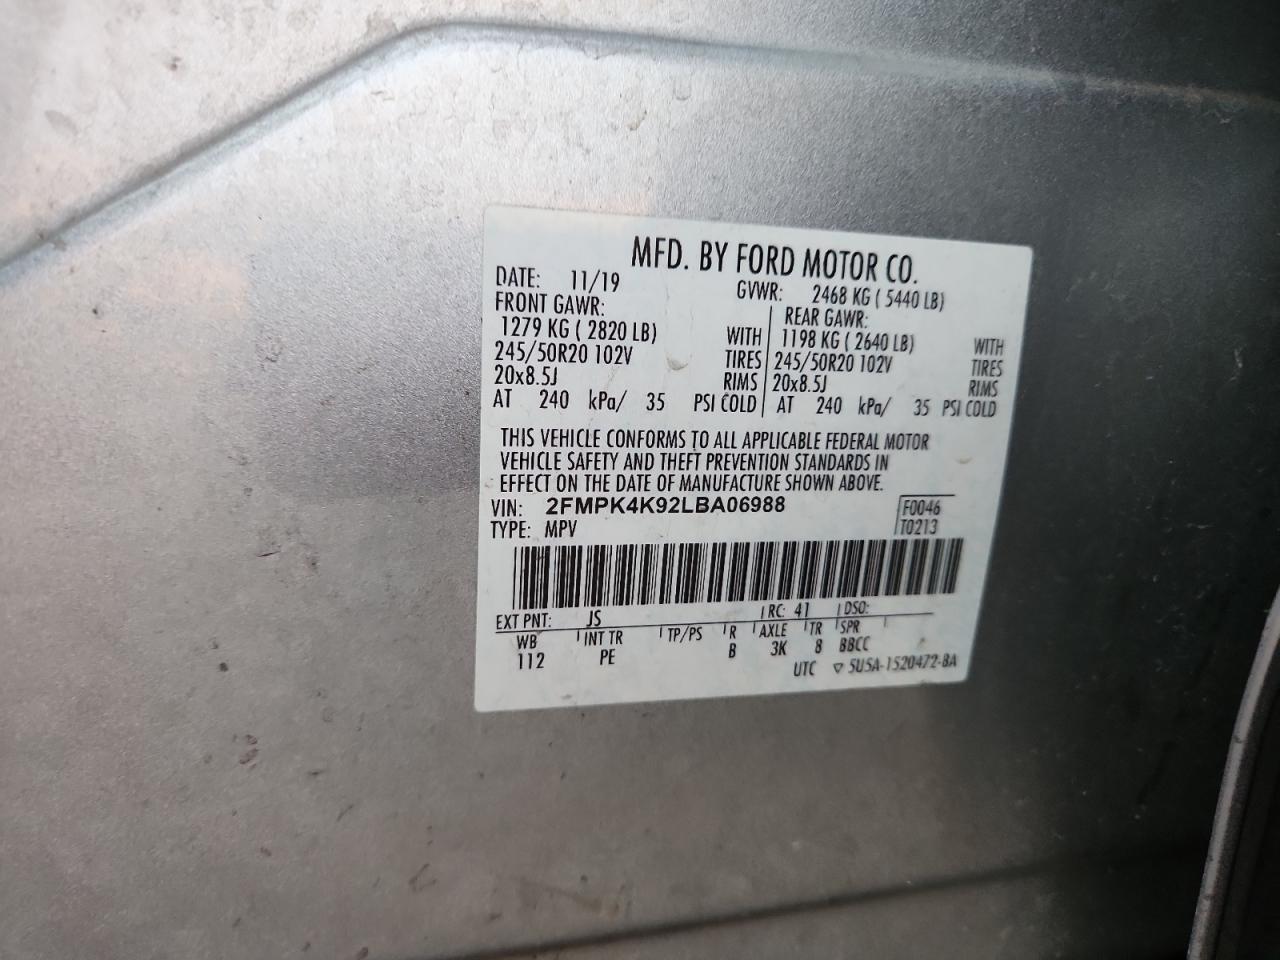 MFD. BY FORD MOTOR CO.
DATE: 11/19 GVWR: 2468 KG ( 5440 LB)
FRONT GAWR: REAR GAWR:
1279 KG ( 2820 LB) WITH 1198 KG ( 2640 LB) WITH
245/50R20 102V TIRES 245/50R20 102V TIRES
20x8.5J RIMS 20x8.5J RIMS
AT 240 kPa/ 35 PSI COLD AT 240 kPa/ 35 PSI COLD
THIS VEHICLE CONFORMS TO ALL APPLICABLE FEDERAL MOTOR
VEHICLE SAFETY AND THEFT PREVENTION STANDARDS IN
EFFECT ON THE DATE OF MANUFACTURE SHOWN ABOVE.
VIN: 2FMPK4K92LBA06988 F0046
TYPE: MPV T0213
EXT PNT: JS RC: 41 DSO:
WB INT TR TP/PS R AXLE TR SPR
112 PE B 3K 8 BBCC
UTC ▽ 5U5A-1520472-BA